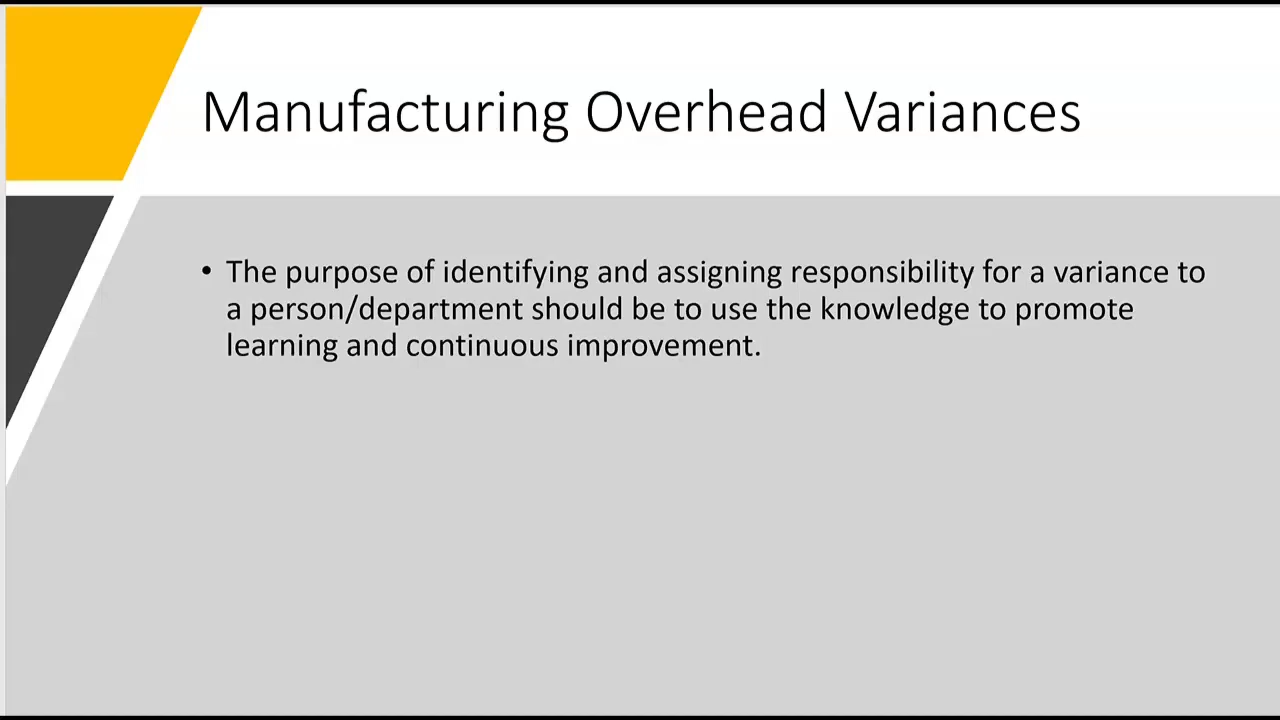 Manufacturing Overhead Variances
• The purpose of identifying and assigning responsibility for a variance to
a person/department should be to use the knowledge to promote
learning and continuous improvement.